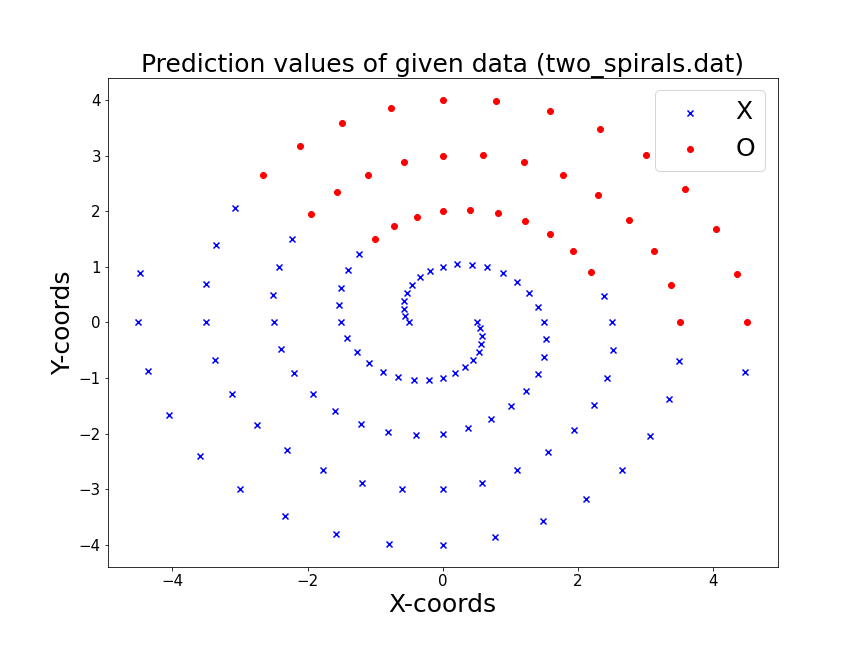 Prediction values of given data (two_spirals.dat)
X
O
4
3
2
1
0
−1
−2
−3
−4
Y-coords
−4
−2
0
2
4
X-coords